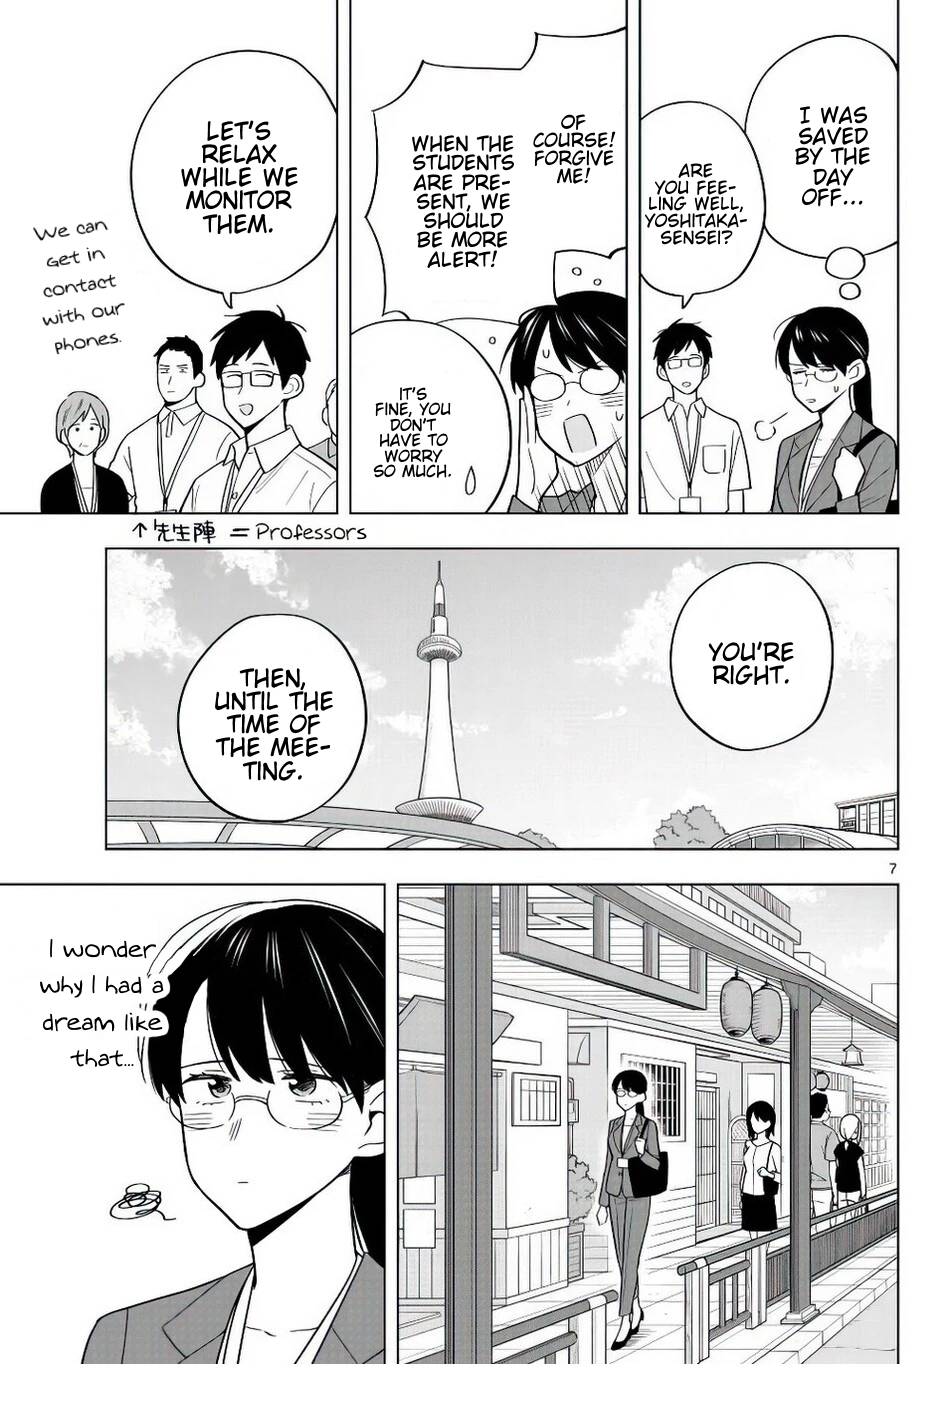 I WAS
SAVED
BY THE
DAY
OFF...
ARE
YOU FEE-
LING WELL,
YOSHITAKA-
SENSEI?
OF
COURSE!
FORGIVE
ME!
WHEN THE
STUDENTS
ARE PRE-
SENT, WE
SHOULD
BE MORE
ALERT!
IT'S
FINE, YOU
DON'T
HAVE TO
WORRY
SO MUCH.
LET'S
RELAX
WHILE WE
MONITOR
THEM.
We can
get in
contact
with our
phones.
↑先生陣 = Professors
YOU'RE
RIGHT.
THEN,
UNTIL THE
TIME OF
THE MEE-
TING.
7
I wonder
why I had a
dream like
that...